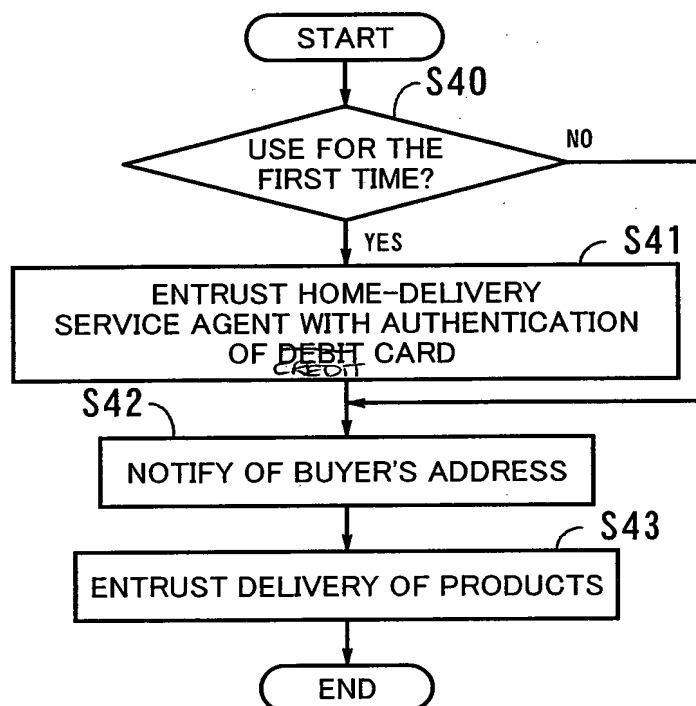 START
S40
USE FOR THE
FIRST TIME?
NO
YES
S41
ENTRUST HOME-DELIVERY
SERVICE AGENT WITH AUTHENTICATION
OF DEBIT CARD
CREDIT
S42
NOTIFY OF BUYER'S ADDRESS
S43
ENTRUST DELIVERY OF PRODUCTS
END